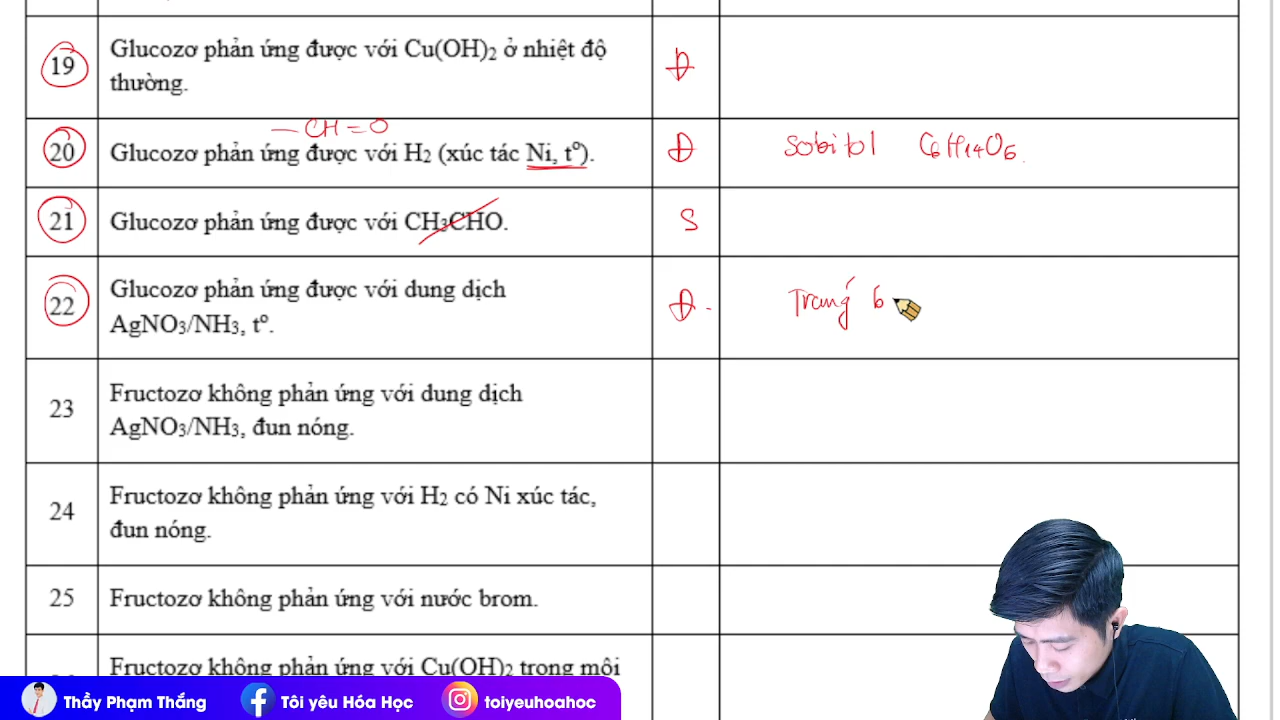 19
Glucozơ phản ứng được với Cu(OH)2 ở nhiệt độ
thường.
Đ
– CH = O
20
Glucozơ phản ứng được với H2 (xúc tác Ni, tº).
Đ
Sobitol C6H14O6.
21
Glucozơ phản ứng được với CH3CHO.
S
22
Glucozơ phản ứng được với dung dịch
AgNO3/NH3, tº.
Đ.
Tráng b
23
Fructozơ không phản ứng với dung dịch
AgNO3/NH3, đun nóng.
24
Fructozơ không phản ứng với H2 có Ni xúc tác,
đun nóng.
25
Fructozơ không phản ứng với nước brom.
Fructozơ không phản ứng với Cu(OH)2 trong môi
Thầy Phạm Thắng
Tôi yêu Hóa Học
toiyeuhoahoc